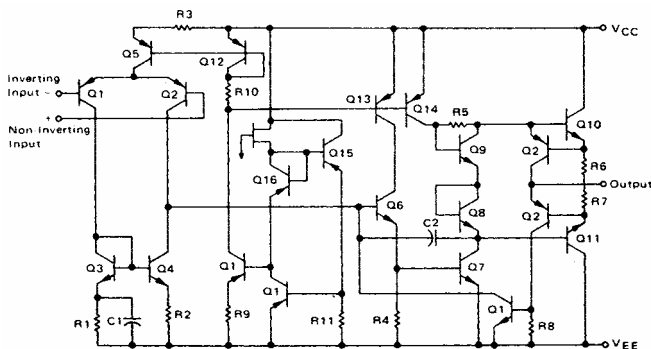 R3
VCC
Q5
Q12
Inverting
Input −
Q1
Q2
R10
Q13
Q14
R5
Q10
+
Non-Inverting
Input
Q9
Q2
R6
Q15
Output
Q16
R7
Q6
Q8
C2
Q2
Q11
Q3
Q4
Q1
Q7
Q1
Q1
R1
C1
R2
R9
R11
R4
R8
VEE